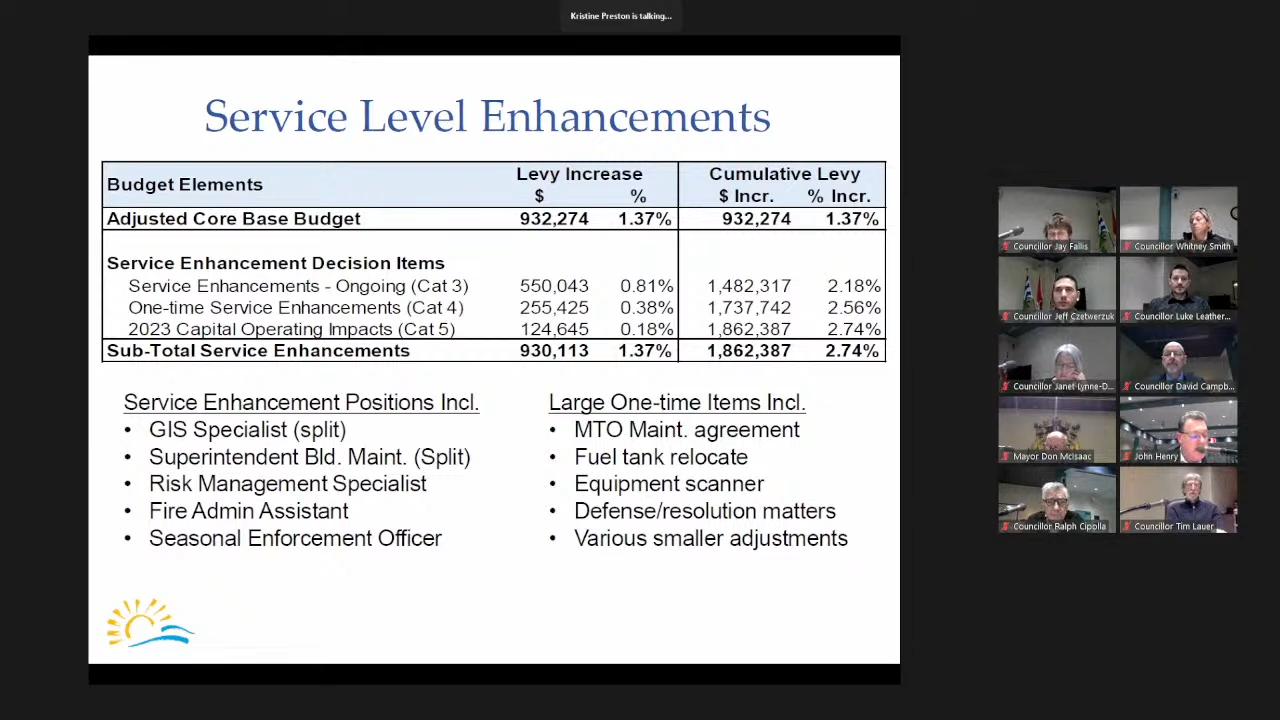 Kristine Preston is talking...
Service Level Enhancements
Budget Elements Levy Increase Cumulative Levy
$ % $ Incr. % Incr.
Adjusted Core Base Budget 932,274 1.37% 932,274 1.37%
Service Enhancement Decision Items
Service Enhancements - Ongoing (Cat 3) 550,043 0.81% 1,482,317 2.18%
One-time Service Enhancements (Cat 4) 255,425 0.38% 1,737,742 2.56%
2023 Capital Operating Impacts (Cat 5) 124,645 0.18% 1,862,387 2.74%
Sub-Total Service Enhancements 930,113 1.37% 1,862,387 2.74%
Service Enhancement Positions Incl.
• GIS Specialist (split)
• Superintendent Bld. Maint. (Split)
• Risk Management Specialist
• Fire Admin Assistant
• Seasonal Enforcement Officer
Large One-time Items Incl.
• MTO Maint. agreement
• Fuel tank relocate
• Equipment scanner
• Defense/resolution matters
• Various smaller adjustments
Councillor Jay Fallis
Councillor Whitney Smith
Councillor Jeff Czetwerzuk
Councillor Luke Leather...
Councillor Janet Lynne-D...
Councillor David Campb...
Mayor Don McIsaac
John Henry
Councillor Ralph Cipolla
Councillor Tim Lauer